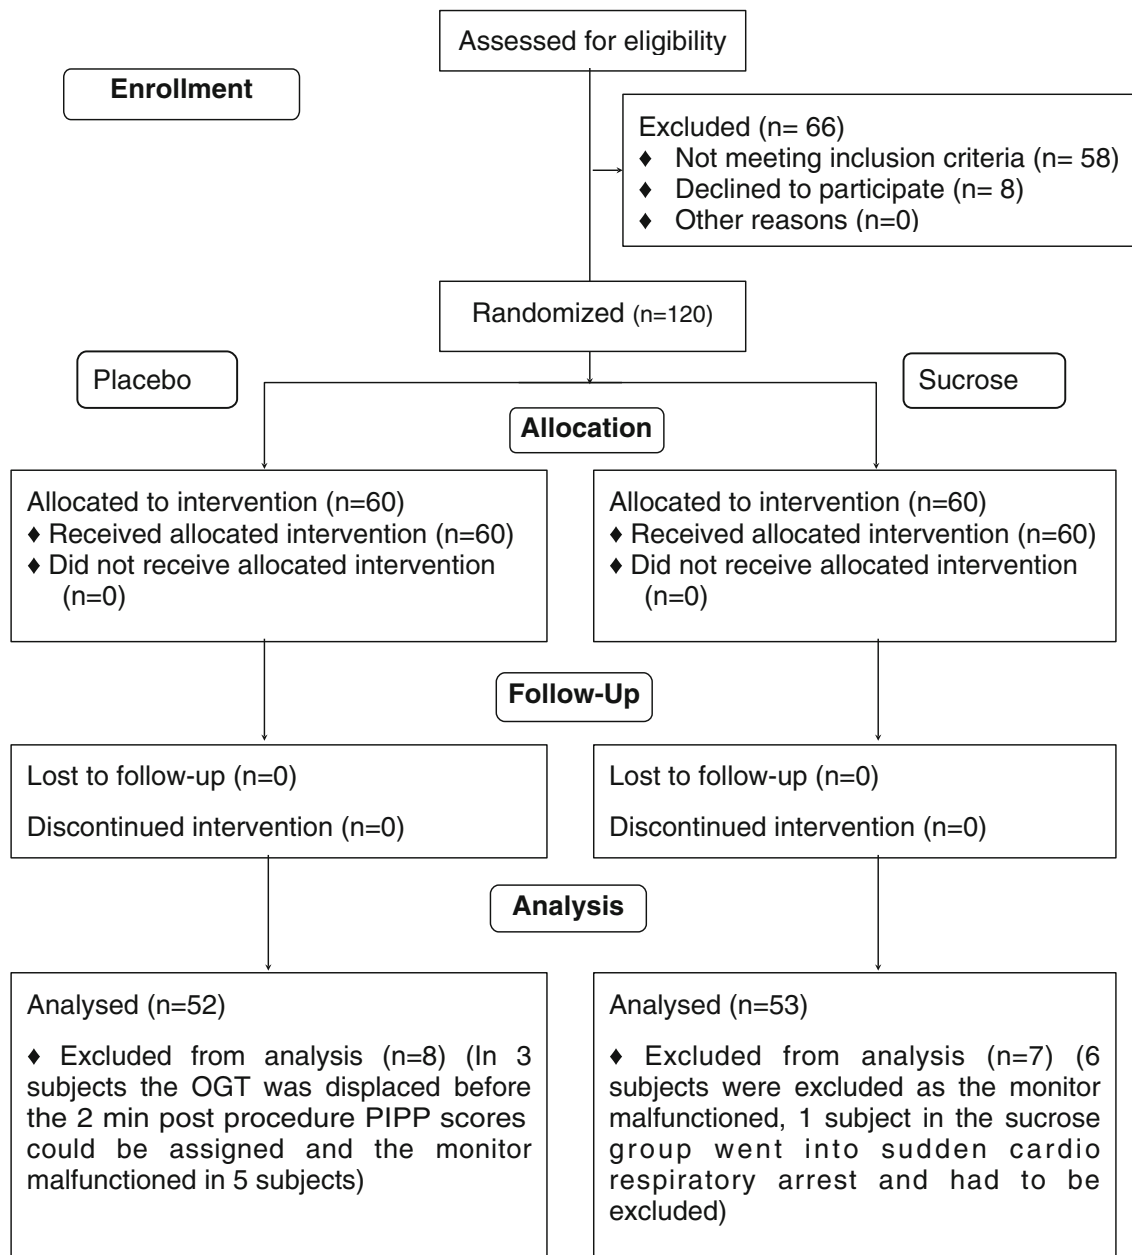 Assessed for eligibility
Enrollment
Excluded (n= 66)
♦ Not meeting inclusion criteria (n= 58)
♦ Declined to participate (n= 8)
♦ Other reasons (n=0)
Randomized (n=120)
Placebo
Sucrose
Allocation
Allocated to intervention (n=60)
♦ Received allocated intervention (n=60)
♦ Did not receive allocated intervention
(n=0)
Allocated to intervention (n=60)
♦ Received allocated intervention (n=60)
♦ Did not receive allocated intervention
(n=0)
Follow-Up
Lost to follow-up (n=0)
Discontinued intervention (n=0)
Lost to follow-up (n=0)
Discontinued intervention (n=0)
Analysis
Analysed (n=52)
♦ Excluded from analysis (n=8) (In 3
subjects the OGT was displaced before
the 2 min post procedure PIPP scores
could be assigned and the monitor
malfunctioned in 5 subjects)
Analysed (n=53)
♦ Excluded from analysis (n=7) (6
subjects were excluded as the monitor
malfunctioned, 1 subject in the sucrose
group went into sudden cardio
respiratory arrest and had to be
excluded)